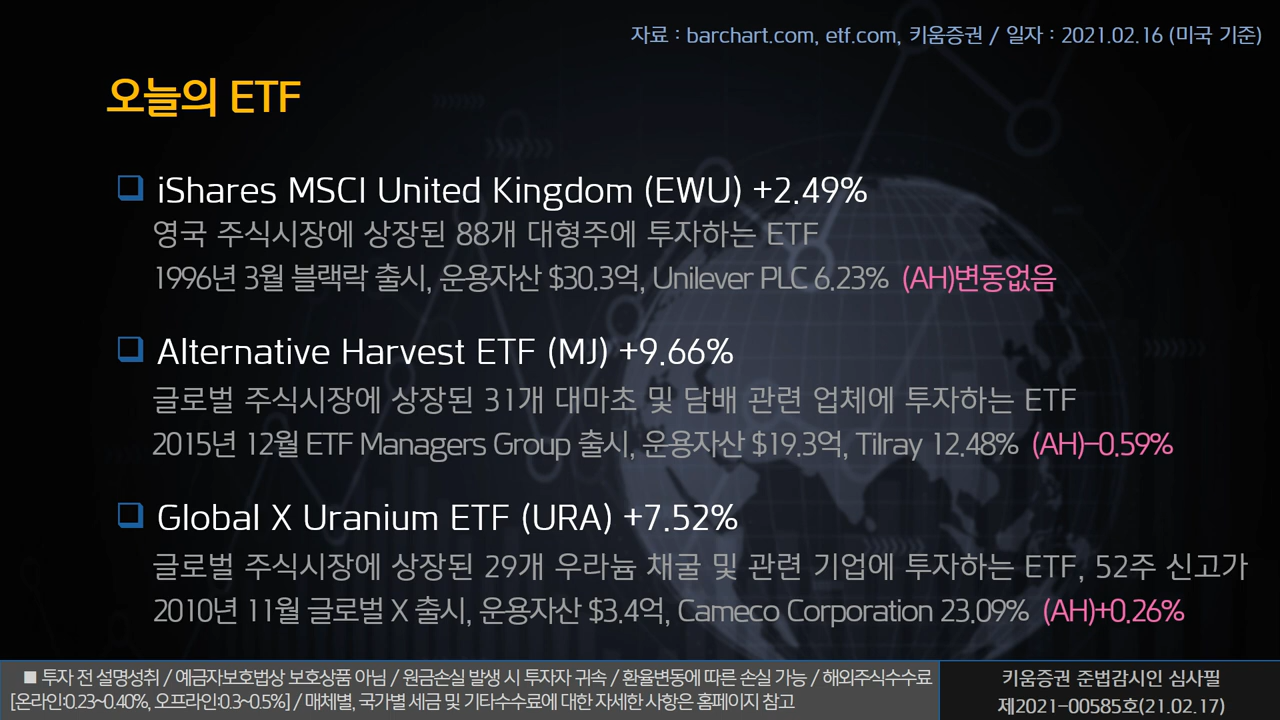 자료 : barchart.com, etf.com, 키움증권 / 일자 : 2021.02.16 (미국 기준)
오늘의 ETF
❑ iShares MSCI United Kingdom (EWU) +2.49%
영국 주식시장에 상장된 88개 대형주에 투자하는 ETF
1996년 3월 블랙락 출시, 운용자산 $30.3억, Unilever PLC 6.23% (AH)변동없음
❑ Alternative Harvest ETF (MJ) +9.66%
글로벌 주식시장에 상장된 31개 대마초 및 담배 관련 업체에 투자하는 ETF
2015년 12월 ETF Managers Group 출시, 운용자산 $19.3억, Tilray 12.48% (AH)-0.59%
❑ Global X Uranium ETF (URA) +7.52%
글로벌 주식시장에 상장된 29개 우라늄 채굴 및 관련 기업에 투자하는 ETF, 52주 신고가
2010년 11월 글로벌 X 출시, 운용자산 $3.4억, Cameco Corporation 23.09% (AH)+0.26%
■ 투자 전 설명성취 / 예금자보호법상 보호상품 아님 / 원금손실 발생 시 투자자 귀속 / 환율변동에 따른 손실 가능 / 해외주식수수료
[온라인:0.23~0.40%, 오프라인:0.3~0.5%] / 매체별, 국가별 세금 및 기타수수료에 대한 자세한 사항은 홈페이지 참고
키움증권 준법감시인 심사필
제2021-00585호(21.02.17)